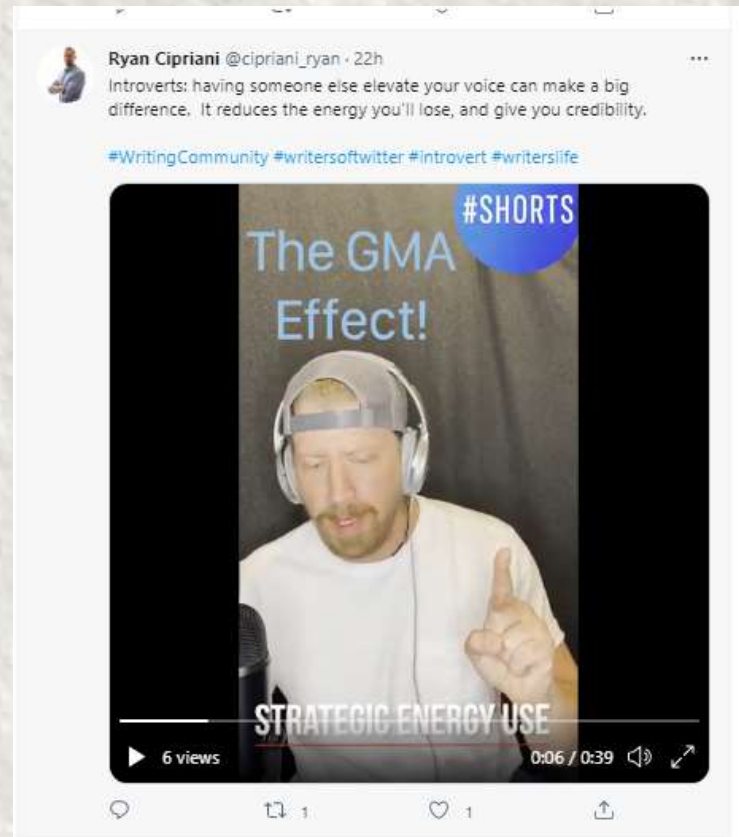 Ryan Cipriani @cipriani_ryan · 22h
Introverts: having someone else elevate your voice can make a big
difference. It reduces the energy you'll lose, and give you credibility.
#WritingCommunity #writersoftwitter #introvert #writerslife
#SHORTS
The GMA
Effect!
STRATEGIC ENERGY USE
6 views
0:06 / 0:39
1
1